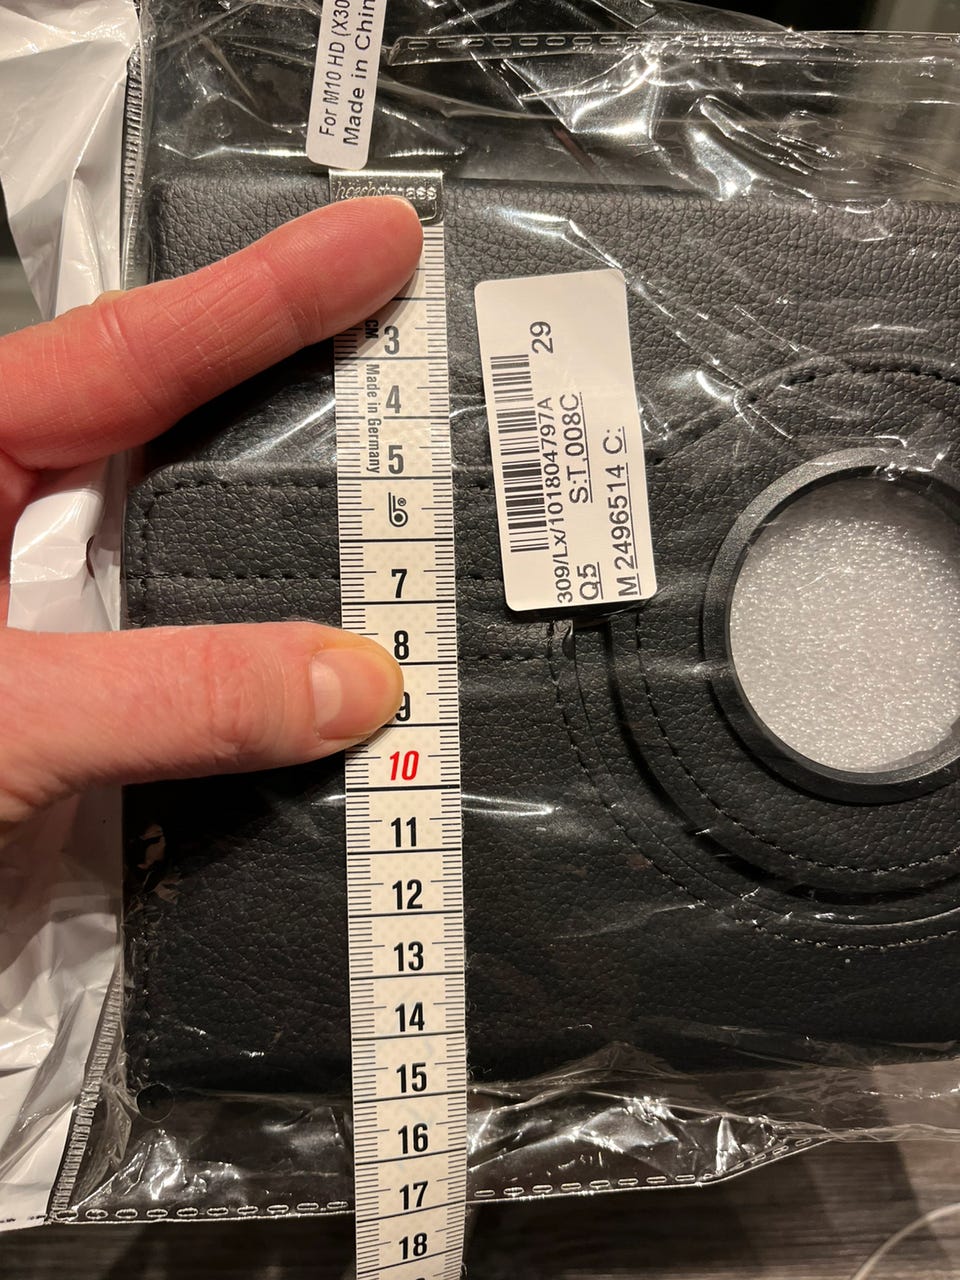 For M10 HD (X30
Made in Chin
hoechstmass
CM
3
Made in Germany
4
5
7
8
9
10
11
12
13
14
15
16
17
18
309/Lx/101804797A 29
Q5 S:T 008C
M 2496514 C: